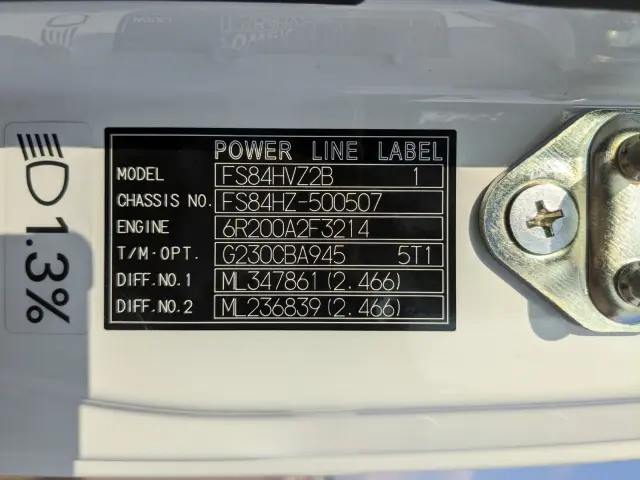 POWER LINE LABEL
MODEL FS84HVZ2B 1
CHASSIS NO. FS84HZ-500507
ENGINE 6R200A2F3214
T/M·OPT. G230CBA945 5T1
DIFF.NO.1 ML347861(2.466)
DIFF.NO.2 ML236839(2.466)
1.3%